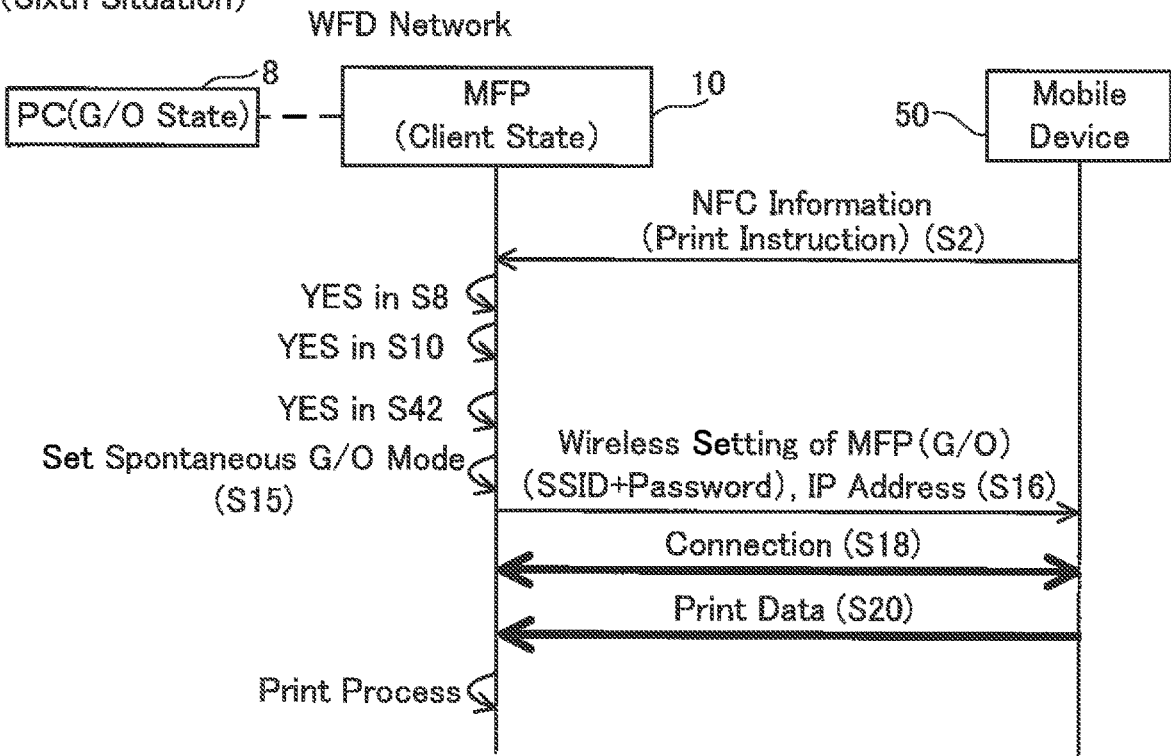 (Sixth Situation)
WFD Network
8
PC(G/O State)
MFP
(Client State)
10
50
Mobile
Device
NFC Information
(Print Instruction) (S2)
YES in S8
YES in S10
YES in S42
Set Spontaneous G/O Mode
(S15)
Wireless Setting of MFP(G/O)
(SSID+Password), IP Address (S16)
Connection (S18)
Print Data (S20)
Print Process